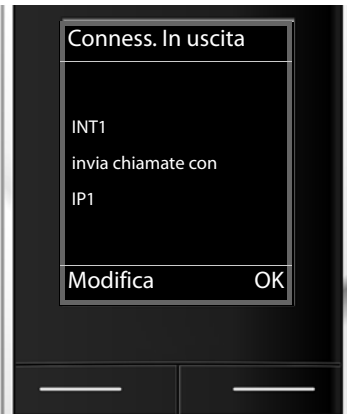 Conness. In uscita
INT1
invia chiamate con
IP1
Modifica OK